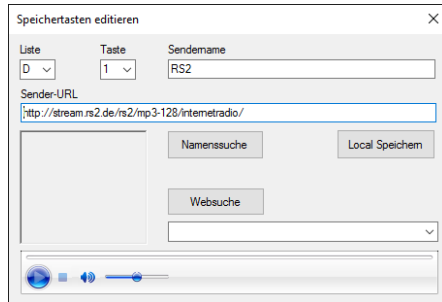 Speichertasten editieren
Liste Taste Sendername
D 1 RS2
Sender-URL
http://stream.rs2.de/rs2/mp3-128/internetradio/
Namenssuche Local Speichern
Websuche